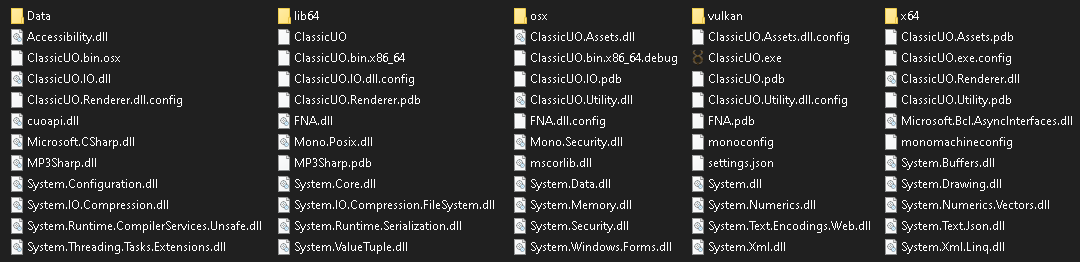 Data lib64 osx vulkan x64
Accessibility.dll ClassicUO ClassicUO.Assets.dll ClassicUO.Assets.dll.config ClassicUO.Assets.pdb
ClassicUO.bin.osx ClassicUO.bin.x86_64 ClassicUO.bin.x86_64.debug ClassicUO.exe ClassicUO.exe.config
ClassicUO.IO.dll ClassicUO.IO.dll.config ClassicUO.IO.pdb ClassicUO.pdb ClassicUO.Renderer.dll
ClassicUO.Renderer.dll.config ClassicUO.Renderer.pdb ClassicUO.Utility.dll ClassicUO.Utility.dll.config ClassicUO.Utility.pdb
cuoapi.dll FNA.dll FNA.dll.config FNA.pdb Microsoft.Bcl.AsyncInterfaces.dll
Microsoft.CSharp.dll Mono.Posix.dll Mono.Security.dll monoconfig monomachineconfig
MP3Sharp.dll MP3Sharp.pdb mscorlib.dll settings.json System.Buffers.dll
System.Configuration.dll System.Core.dll System.Data.dll System.dll System.Drawing.dll
System.IO.Compression.dll System.IO.Compression.FileSystem.dll System.Memory.dll System.Numerics.dll System.Numerics.Vectors.dll
System.Runtime.CompilerServices.Unsafe.dll System.Runtime.Serialization.dll System.Security.dll System.Text.Encodings.Web.dll System.Text.Json.dll
System.Threading.Tasks.Extensions.dll System.ValueTuple.dll System.Windows.Forms.dll System.Xml.dll System.Xml.Linq.dll